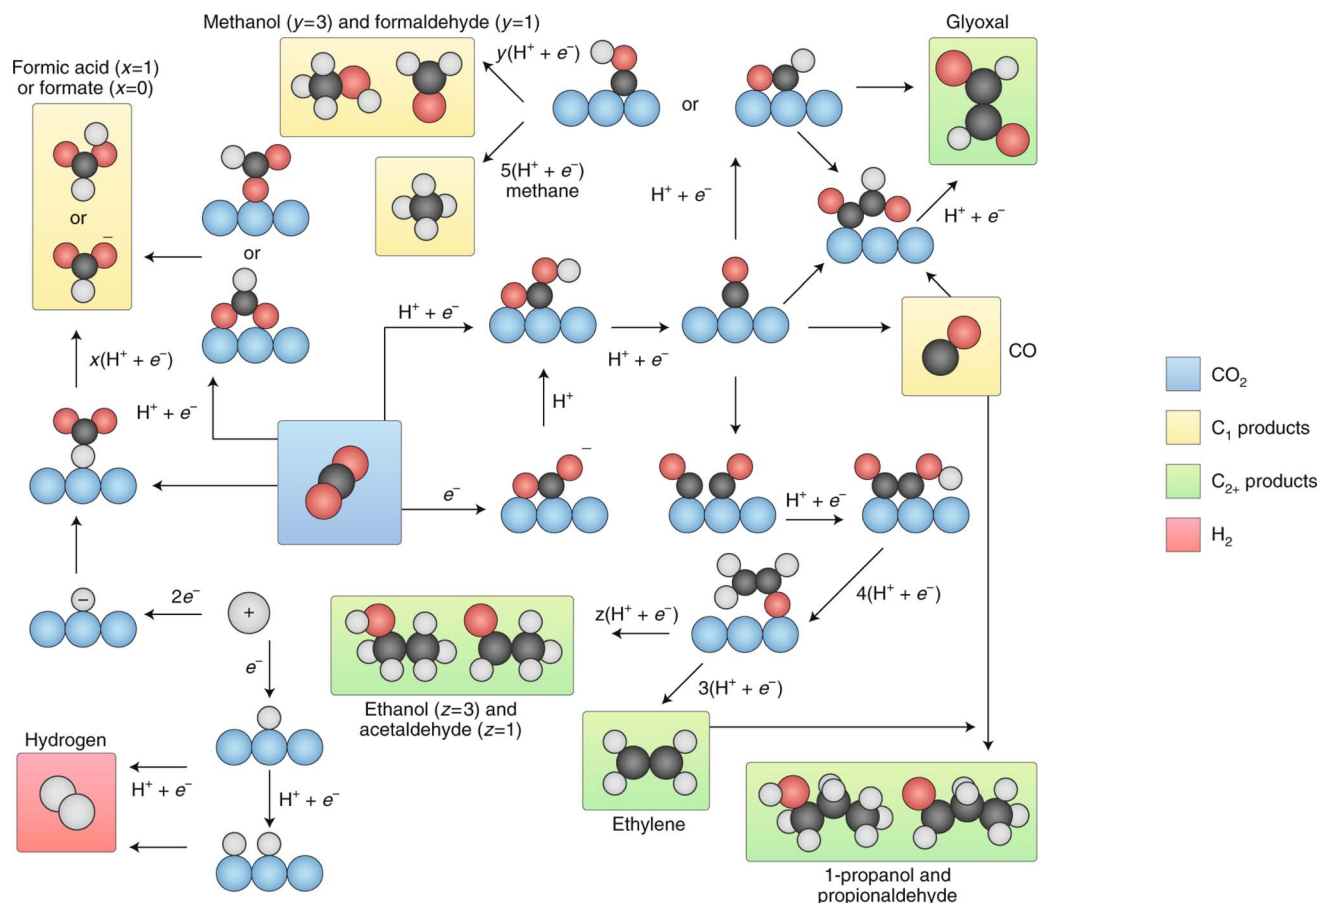 Methanol (y=3) and formaldehyde (y=1)
Glyoxal
Formic acid (x=1)
or formate (x=0)
y(H⁺ + e⁻)
or
5(H⁺ + e⁻)
methane
H⁺ + e⁻
H⁺ + e⁻
or
–
or
H⁺ + e⁻
H⁺ + e⁻
CO
x(H⁺ + e⁻)
H⁺ + e⁻
H⁺
e⁻
–
H⁺ + e⁻
CO₂
C₁ products
C₂₊ products
H₂
–
2e⁻
+
e⁻
z(H⁺ + e⁻)
4(H⁺ + e⁻)
3(H⁺ + e⁻)
Ethanol (z=3) and
acetaldehyde (z=1)
Hydrogen
H⁺ + e⁻
H⁺ + e⁻
Ethylene
1-propanol and
propionaldehyde